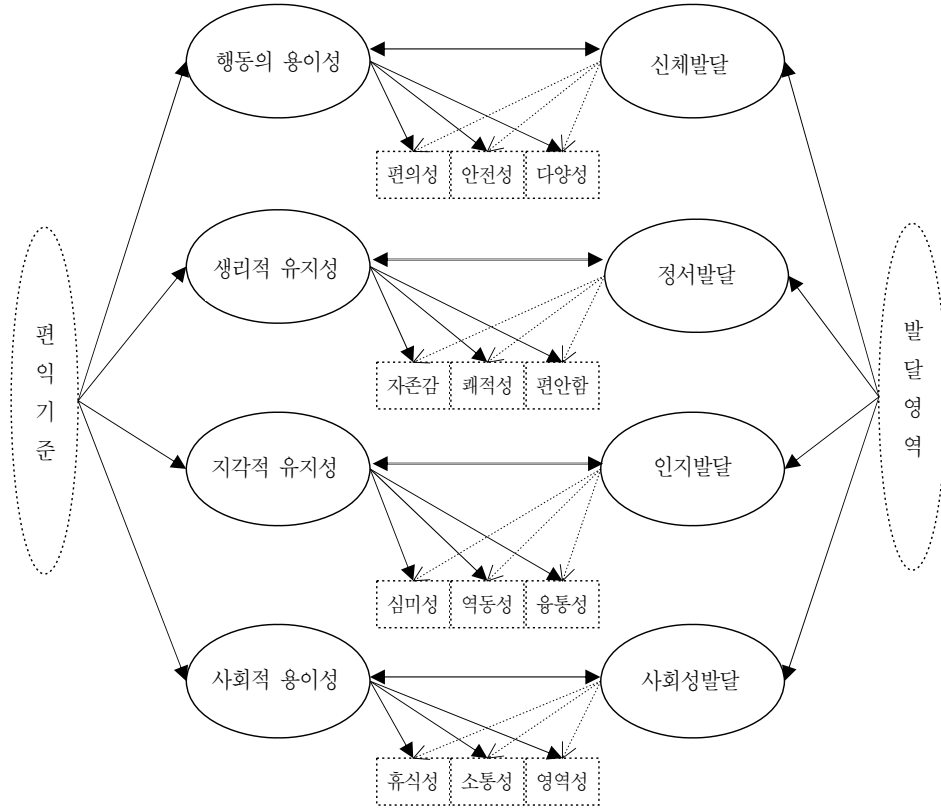 행동의 용이성
신체발달
편의성 안전성 다양성
생리적 유지성
정서발달
자존감 쾌적성 편안함
편익기준
발달영역
지각적 유지성
인지발달
심미성 역동성 융통성
사회적 용이성
사회성발달
휴식성 소통성 영역성